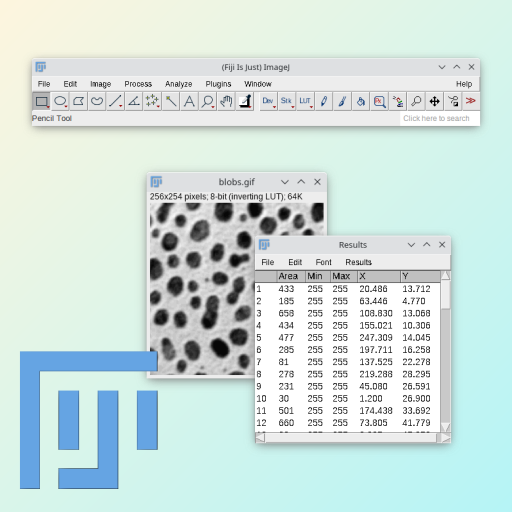 (Fiji Is Just) ImageJ
File Edit Image Process Analyze Plugins Window Help
Dev Stk LUT
Pencil Tool Click here to search
blobs.gif
256x254 pixels; 8-bit (inverting LUT); 64K
Results
File Edit Font Results
Area Min Max X Y
1 433 255 255 20.486 13.712
2 185 255 255 63.446 4.770
3 658 255 255 108.830 13.068
4 434 255 255 155.021 10.306
5 477 255 255 247.309 14.045
6 285 255 255 197.711 16.258
7 81 255 255 137.525 22.278
8 278 255 255 219.288 28.295
9 231 255 255 45.080 26.591
10 30 255 255 1.200 26.900
11 501 255 255 174.438 33.692
12 660 255 255 73.805 41.779